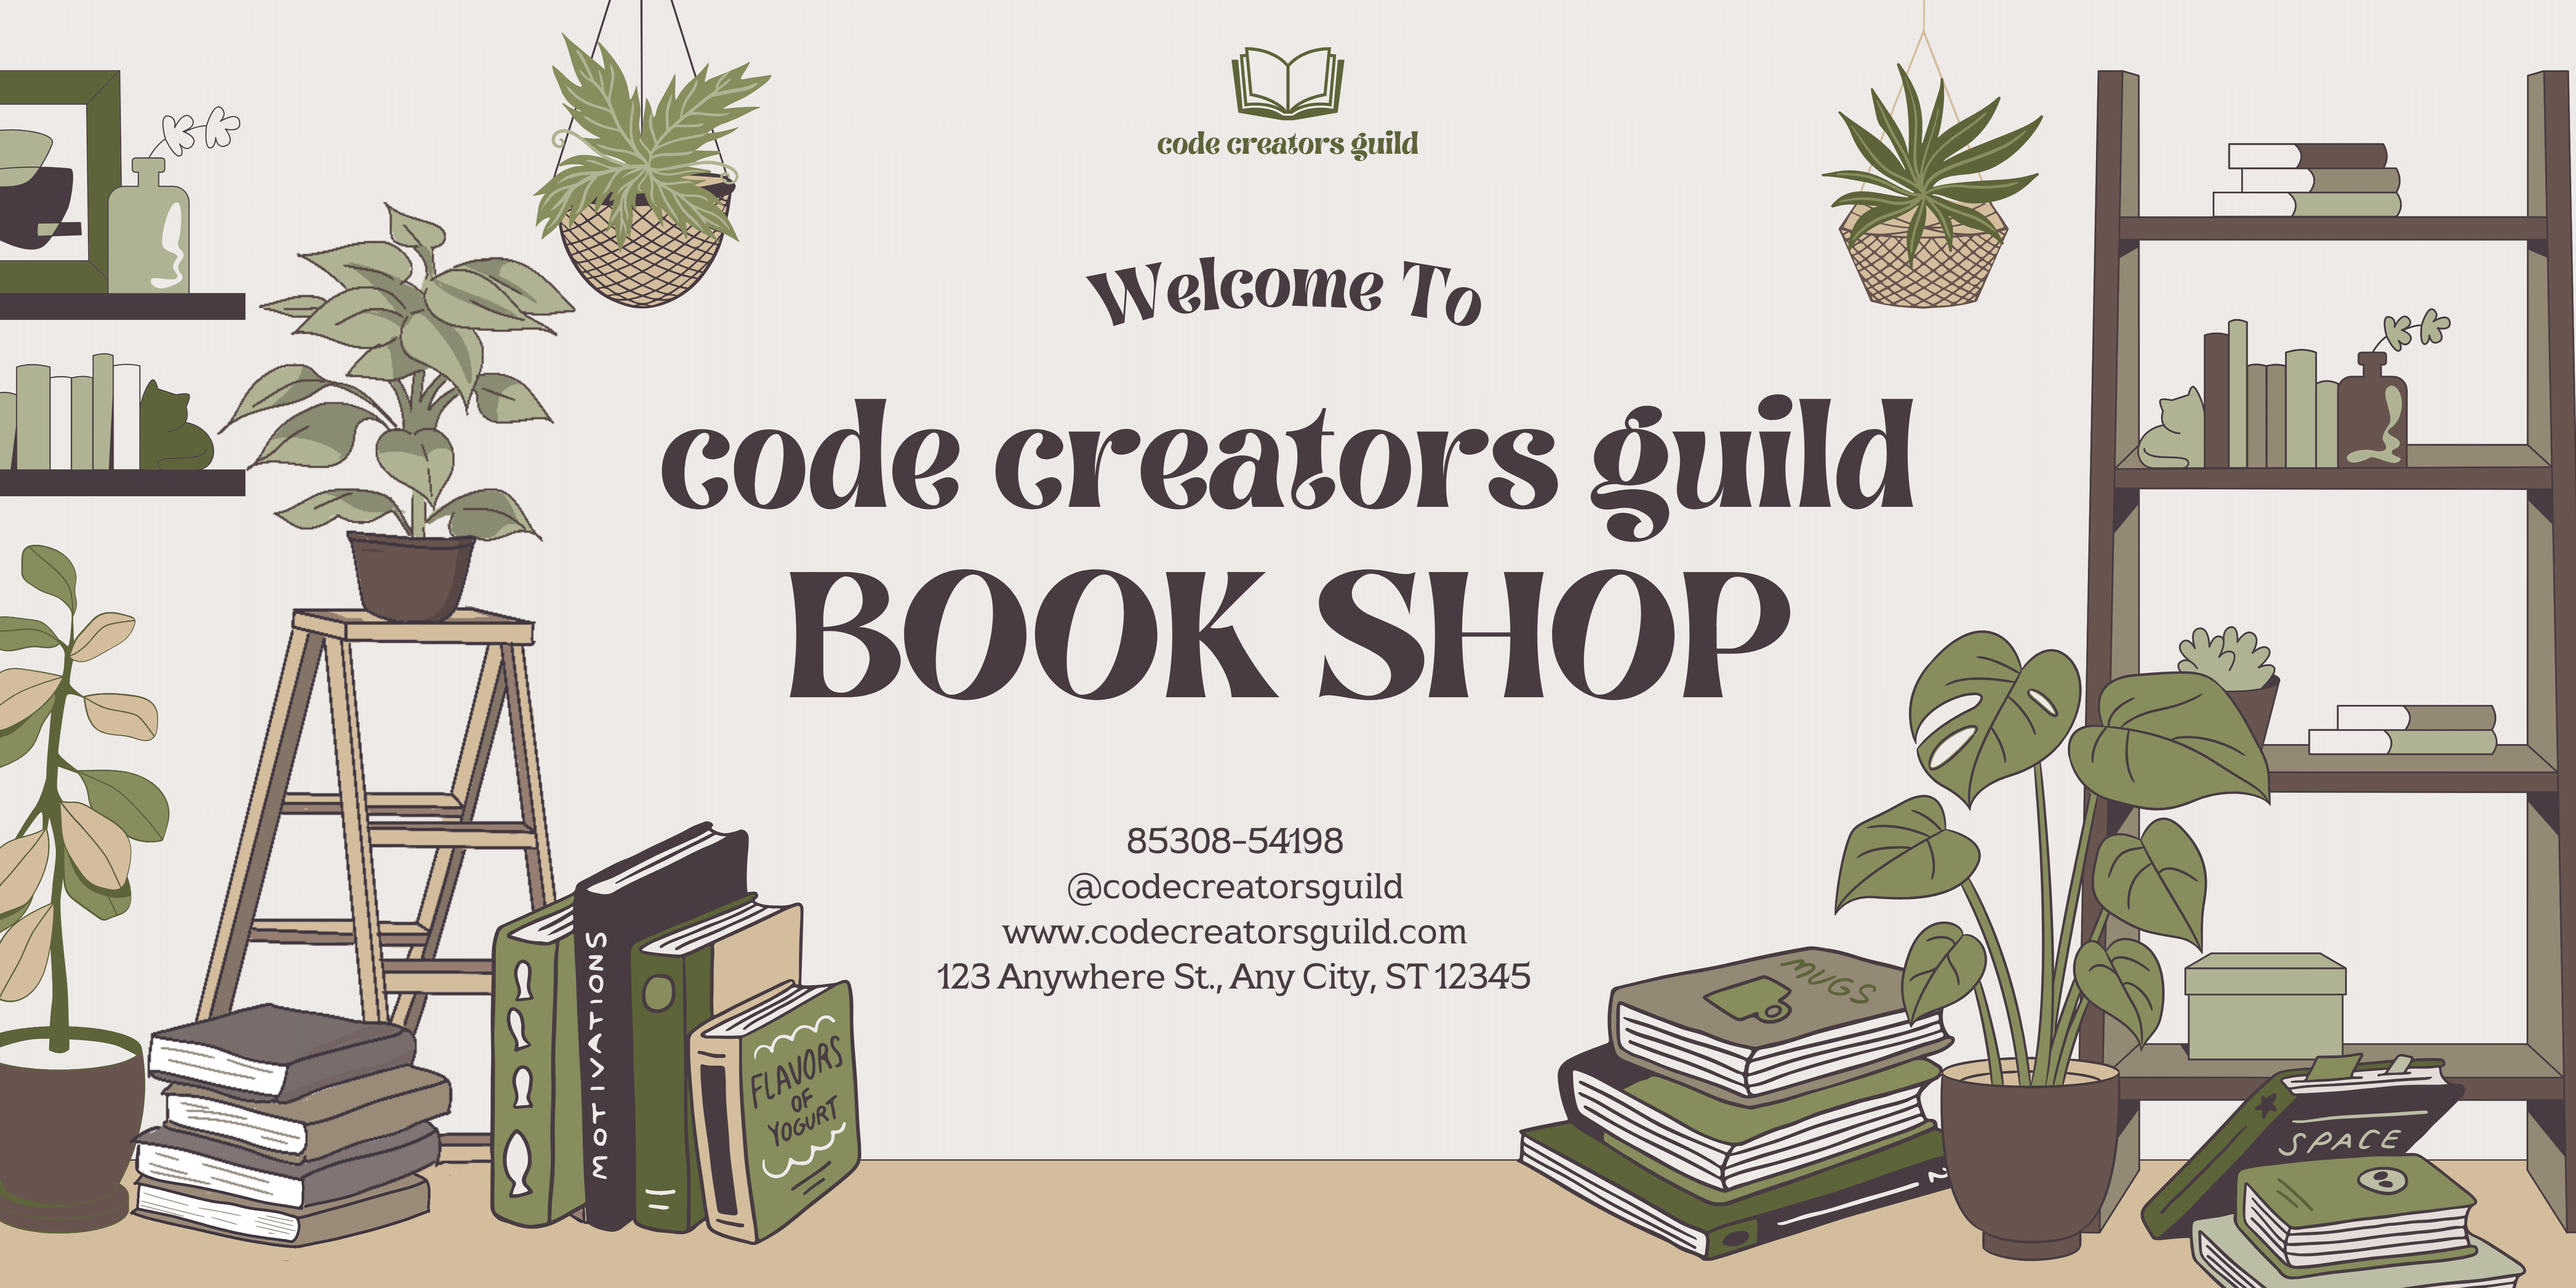 code creators guild
Welcome To
code creators guild
BOOK SHOP
85308-54198
@codecreatorsguild
www.codecreatorsguild.com
123 Anywhere St., Any City, ST 12345
MOTIVATIONS
FLAVORS
OF
YOGURT
MUGS
SPACE